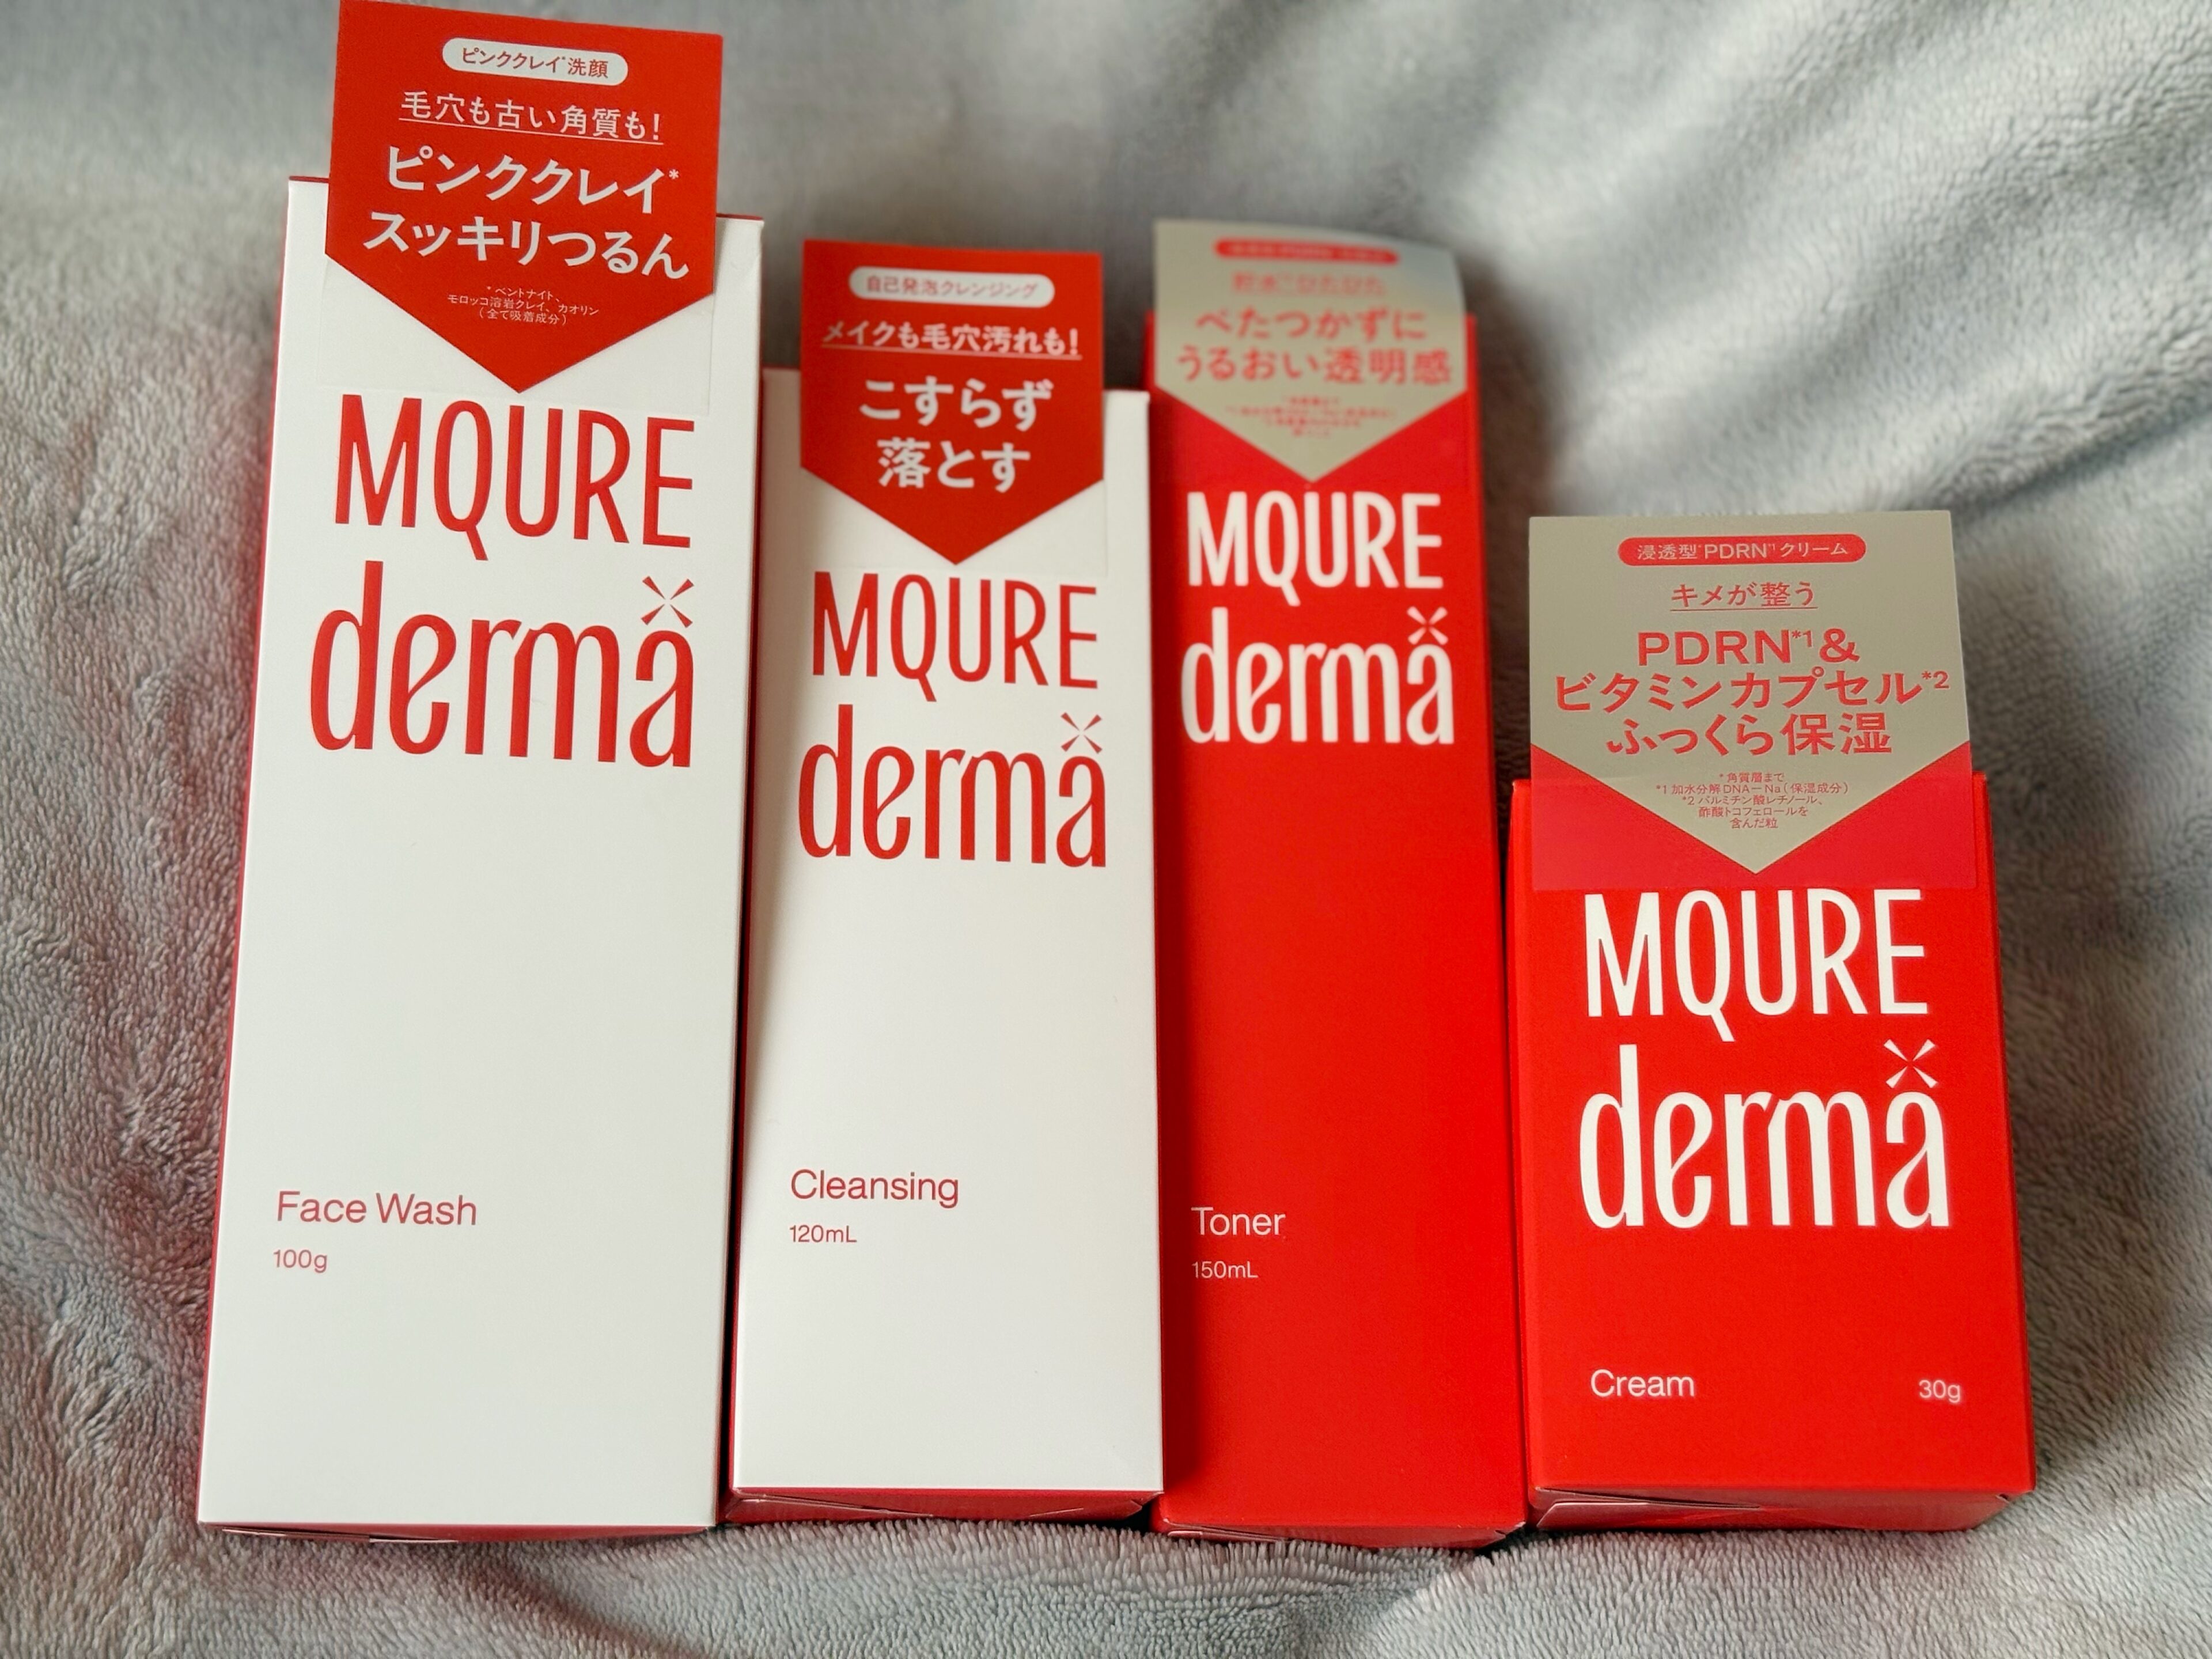 ピンククレイ*洗顔
毛穴も古い角質も!
ピンククレイ*
スッキリつるん
*ベントナイト、
モロッコ溶岩クレイ、カオリン
(全て吸着成分)
MQURE
derma
Face Wash
100g
自己発泡クレンジング
メイクも毛穴汚れも!
こすらず
落とす
MQURE
derma
Cleansing
120mL
べたつかずに
うるおい透明感
MQURE
derma
Toner
150mL
浸透型*PDRN*1クリーム
キメが整う
PDRN*1&
ビタミンカプセル*2
ふっくら保湿
*角質層まで
*1 加水分解DNA-Na(保湿成分)
*2 パルミチン酸レチノール、
酢酸トコフェロールを
含んだ粒
MQURE
derma
Cream
30g